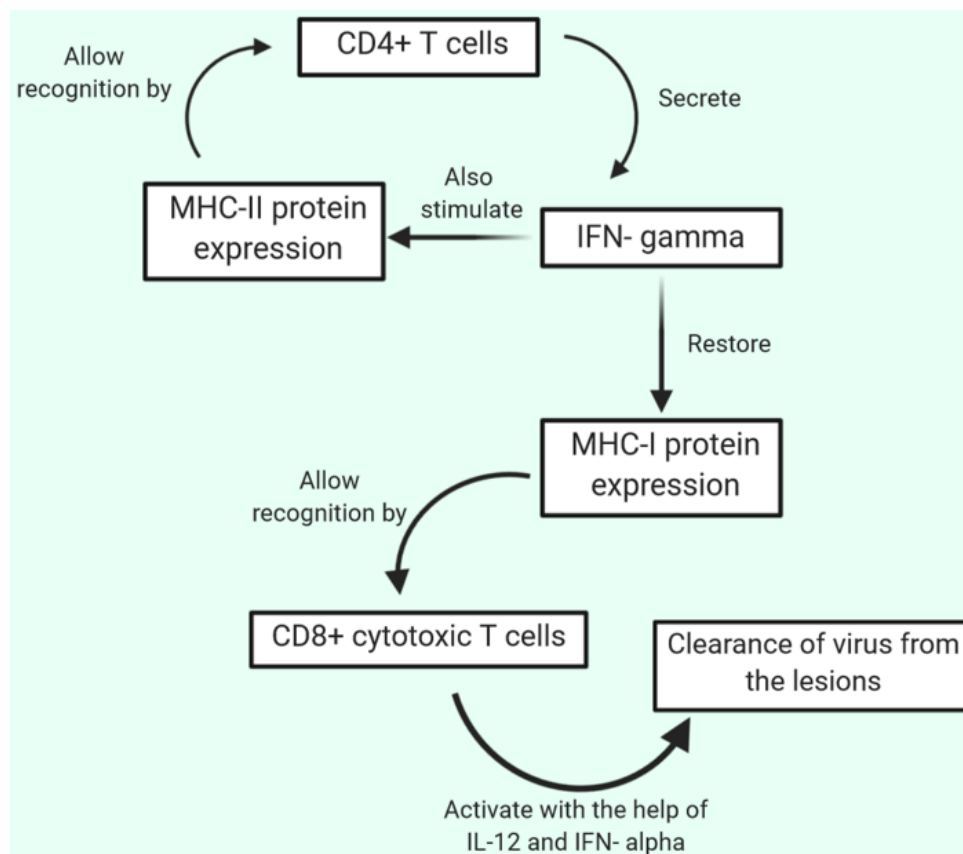 CD4+ T cells
Allow
recognition by
Secrete
MHC-II protein
expression
Also
stimulate
IFN- gamma
Restore
MHC-I protein
expression
Allow
recognition by
CD8+ cytotoxic T cells
Clearance of virus from
the lesions
Activate with the help of
IL-12 and IFN- alpha